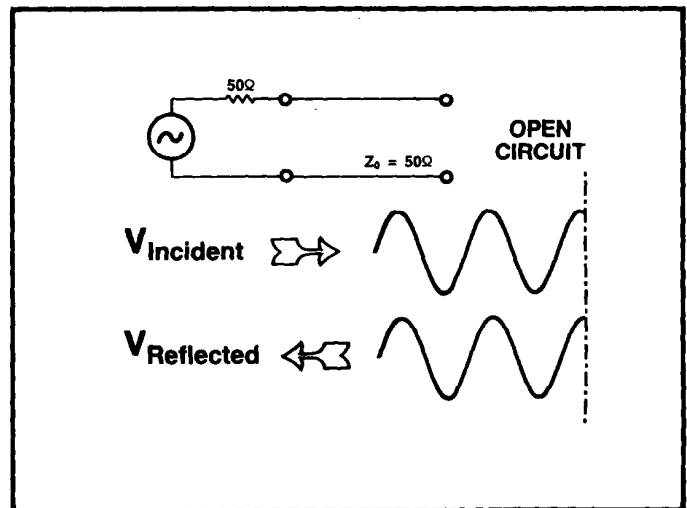 50Ω
OPEN
CIRCUIT
Z₀ = 50Ω
VIncident
VReflected